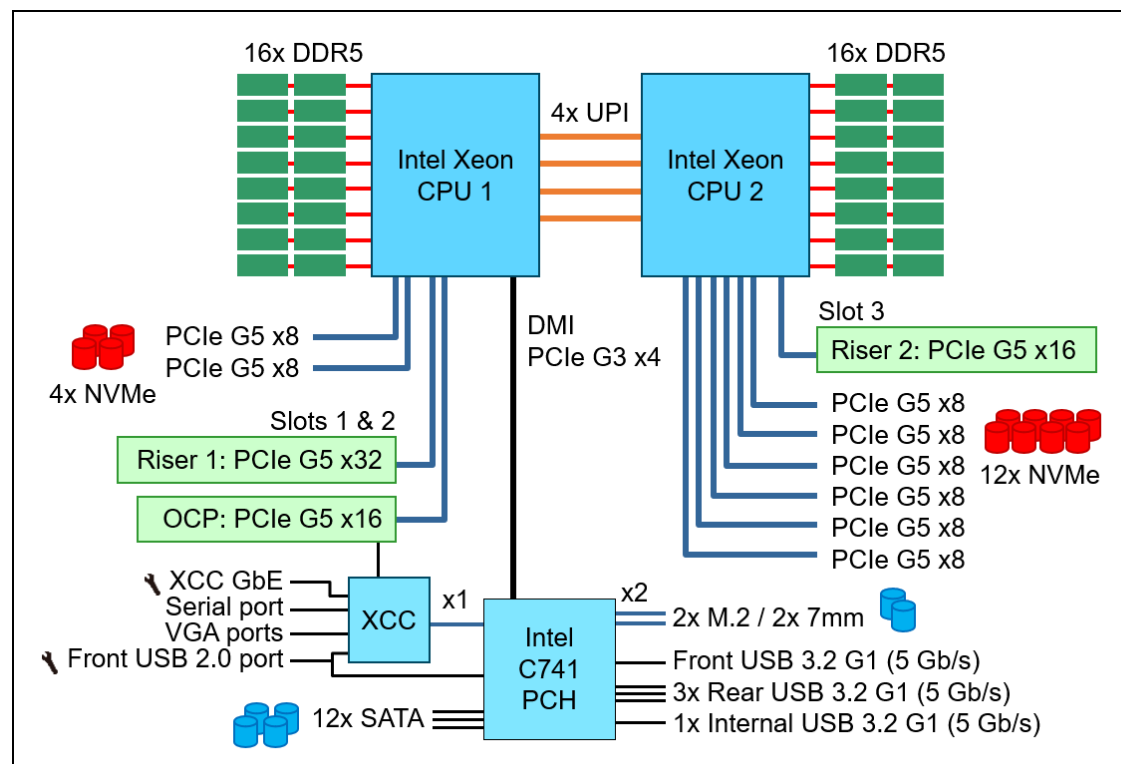 16x DDR5
16x DDR5
4x UPI
Intel Xeon
CPU 1
Intel Xeon
CPU 2
PCIe G5 x8
PCIe G5 x8
4x NVMe
DMI
PCIe G3 x4
Slot 3
Riser 2: PCIe G5 x16
PCIe G5 x8
PCIe G5 x8
PCIe G5 x8
PCIe G5 x8
PCIe G5 x8
PCIe G5 x8
12x NVMe
Slots 1 & 2
Riser 1: PCIe G5 x32
OCP: PCIe G5 x16
XCC GbE
Serial port
VGA ports
Front USB 2.0 port
XCC
x1
x2
Intel
C741
PCH
2x M.2 / 2x 7mm
Front USB 3.2 G1 (5 Gb/s)
3x Rear USB 3.2 G1 (5 Gb/s)
1x Internal USB 3.2 G1 (5 Gb/s)
12x SATA